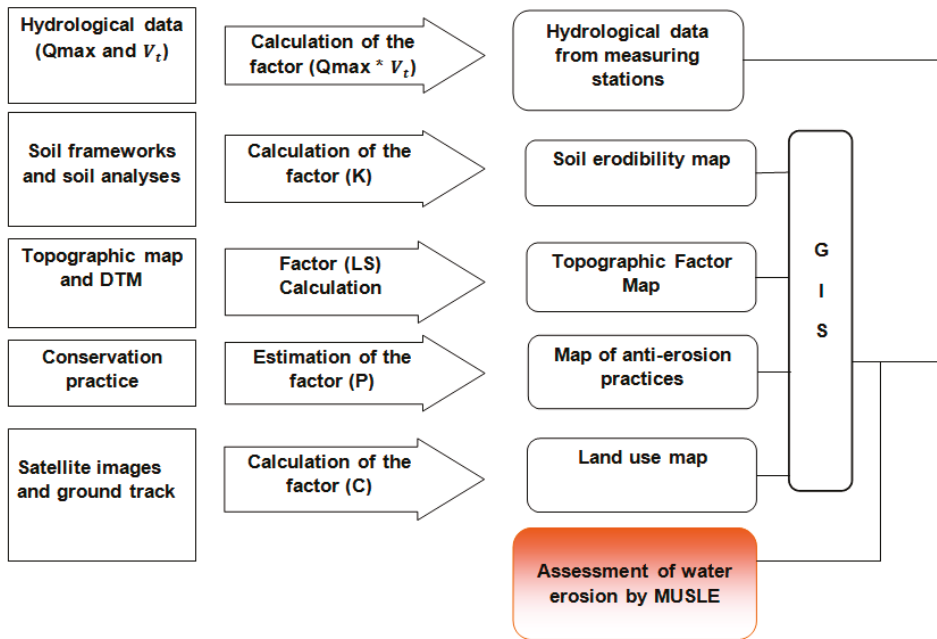 Hydrological data
(Qmax and V_t)
Calculation of the
factor (Qmax * V_t)
Hydrological data
from measuring
stations
Soil frameworks
and soil analyses
Calculation of the
factor (K)
Soil erodibility map
Topographic map
and DTM
Factor (LS)
Calculation
Topographic Factor
Map
G
I
S
Conservation
practice
Estimation of the
factor (P)
Map of anti-erosion
practices
Satellite images
and ground track
Calculation of the
factor (C)
Land use map
Assessment of water
erosion by MUSLE